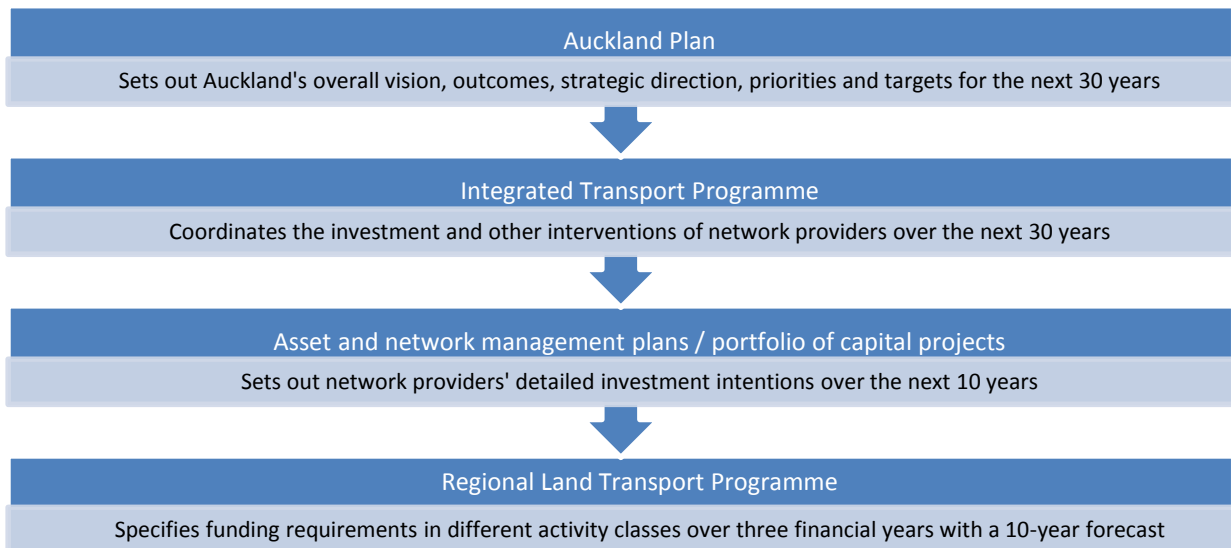 Auckland Plan
Sets out Auckland's overall vision, outcomes, strategic direction, priorities and targets for the next 30 years
Integrated Transport Programme
Coordinates the investment and other interventions of network providers over the next 30 years
Asset and network management plans / portfolio of capital projects
Sets out network providers' detailed investment intentions over the next 10 years
Regional Land Transport Programme
Specifies funding requirements in different activity classes over three financial years with a 10-year forecast